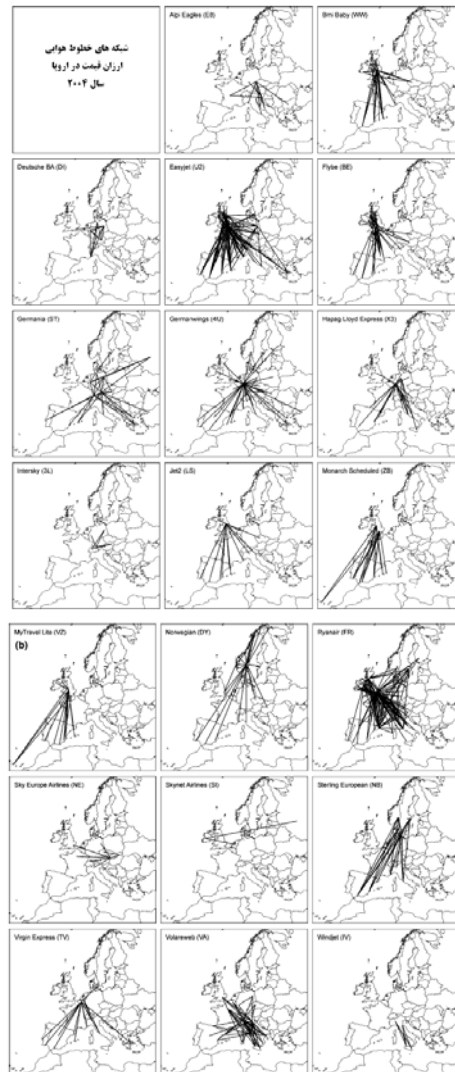 شبکه های خطوط هوایی
ارزان قیمت در اروپا
سال ۲۰۰۴
Alpi Eagles (E8)
Bmi Baby (WW)
Deutsche BA (DI)
Easyjet (U2)
Flybe (BE)
Germania (ST)
Germanwings (4U)
Hapag Lloyd Express (X3)
Intersky (3L)
Jet2 (LS)
Monarch Scheduled (ZB)
MyTravel Lite (VZ)
(b)
Norwegian (DY)
Ryanair (FR)
Sky Europe Airlines (NE)
Skynet Airlines (SI)
Sterling European (NB)
Virgin Express (TV)
Volareweb (VA)
Windjet (IV)